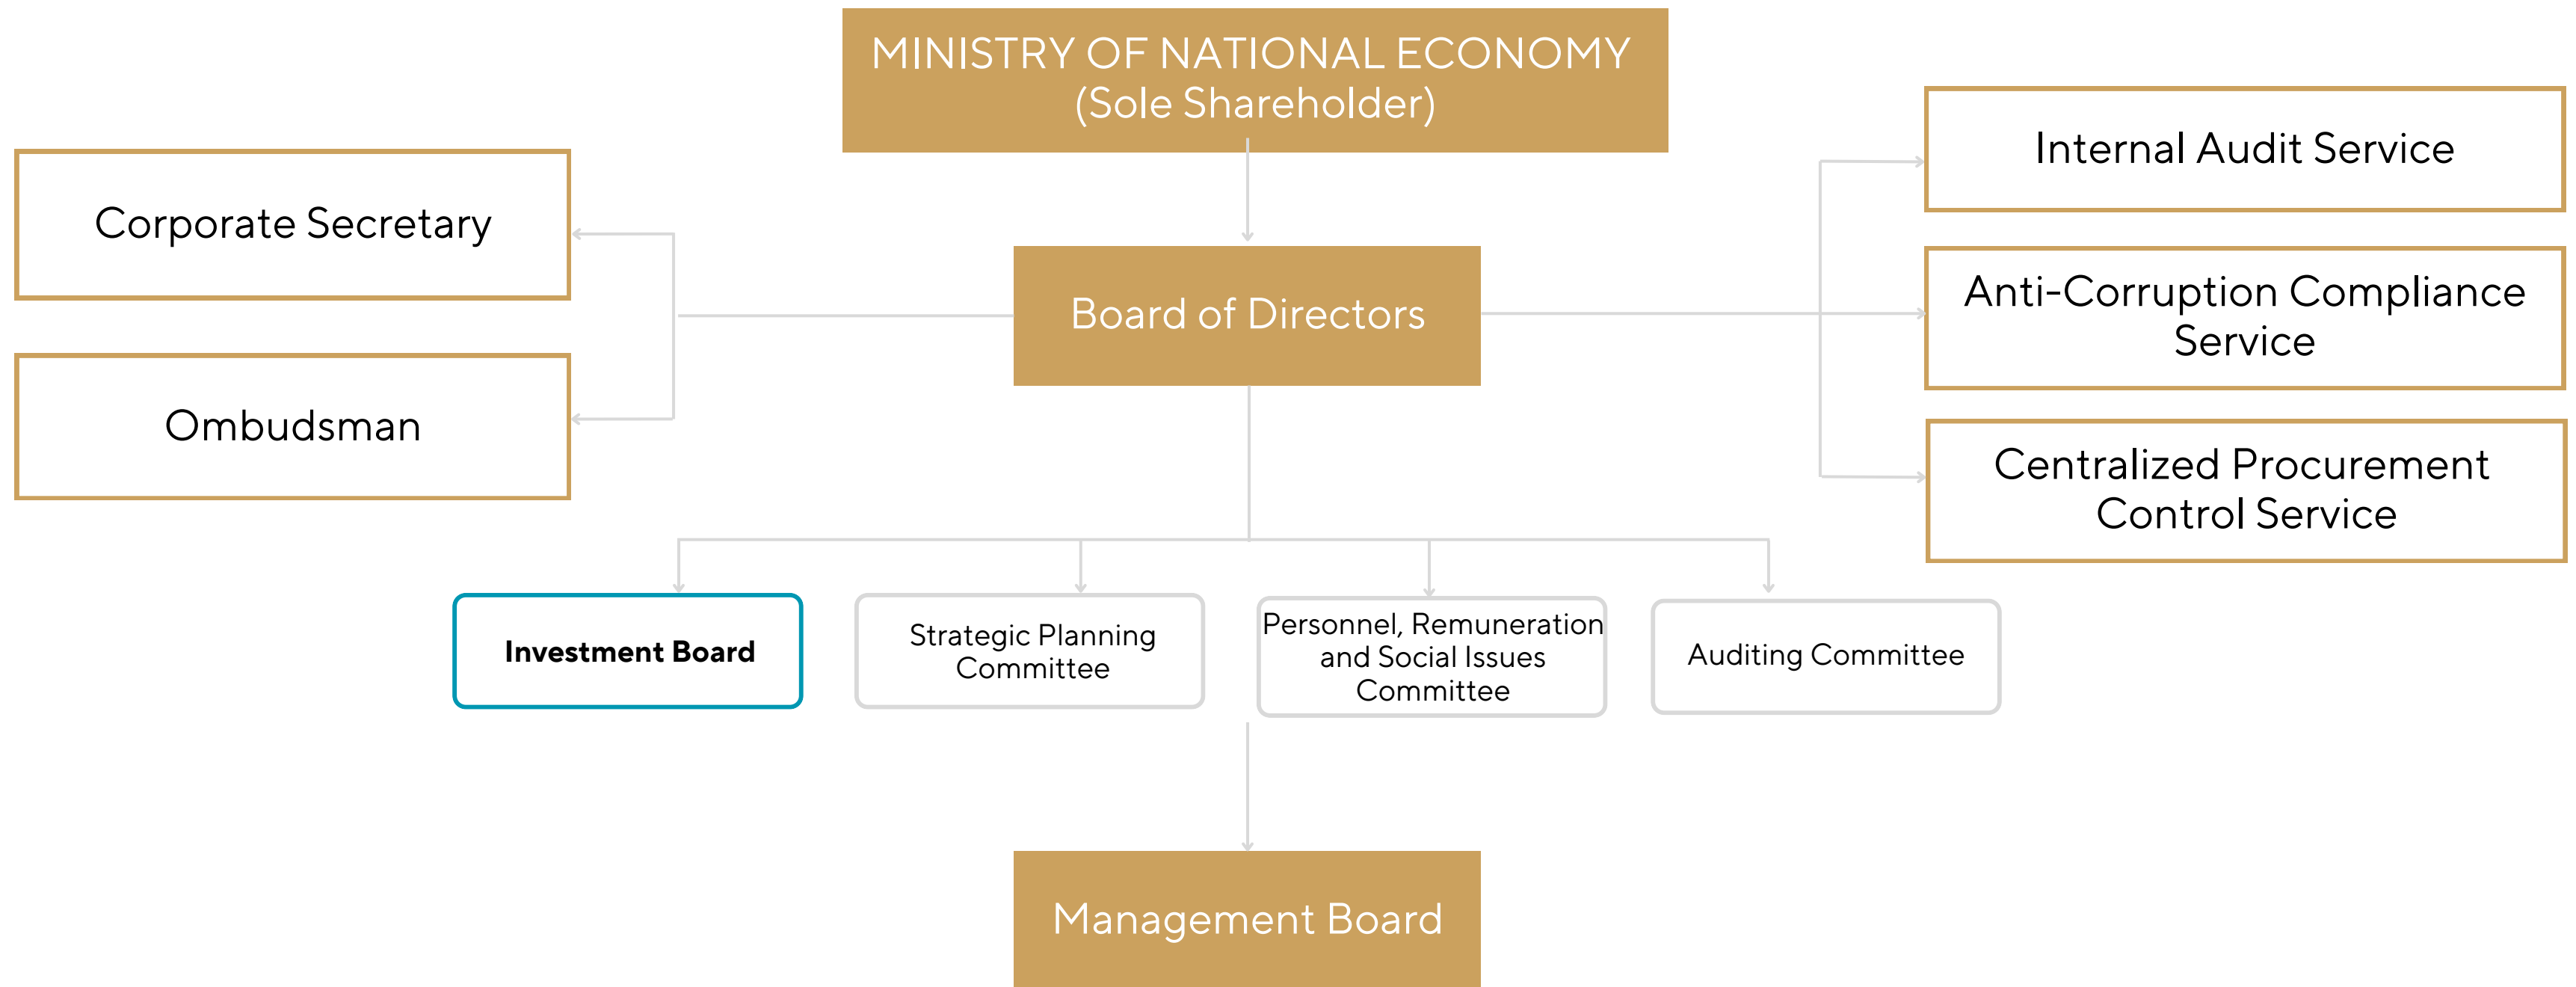 MINISTRY OF NATIONAL ECONOMY
(Sole Shareholder)
Corporate Secretary
Ombudsman
Board of Directors
Internal Audit Service
Anti-Corruption Compliance
Service
Centralized Procurement
Control Service
Investment Board
Strategic Planning
Committee
Personnel, Remuneration
and Social Issues
Committee
Auditing Committee
Management Board